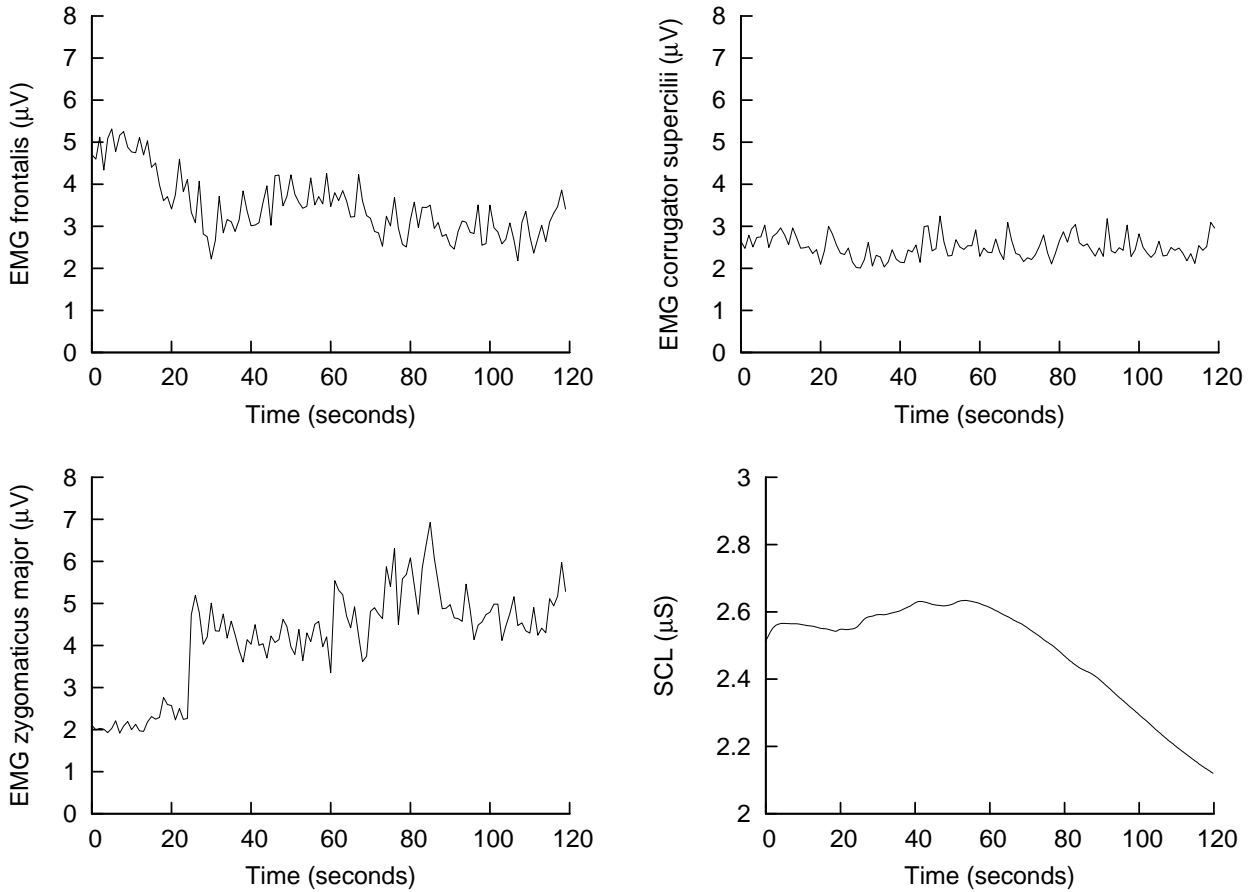 EMG frontalis (μV)
8
7
6
5
4
3
2
1
0
0 20 40 60 80 100 120
Time (seconds)
EMG corrugator supercilii (μV)
8
7
6
5
4
3
2
1
0
0 20 40 60 80 100 120
Time (seconds)
EMG zygomaticus major (μV)
8
7
6
5
4
3
2
1
0
0 20 40 60 80 100 120
Time (seconds)
SCL (μS)
3
2.8
2.6
2.4
2.2
2
0 20 40 60 80 100 120
Time (seconds)